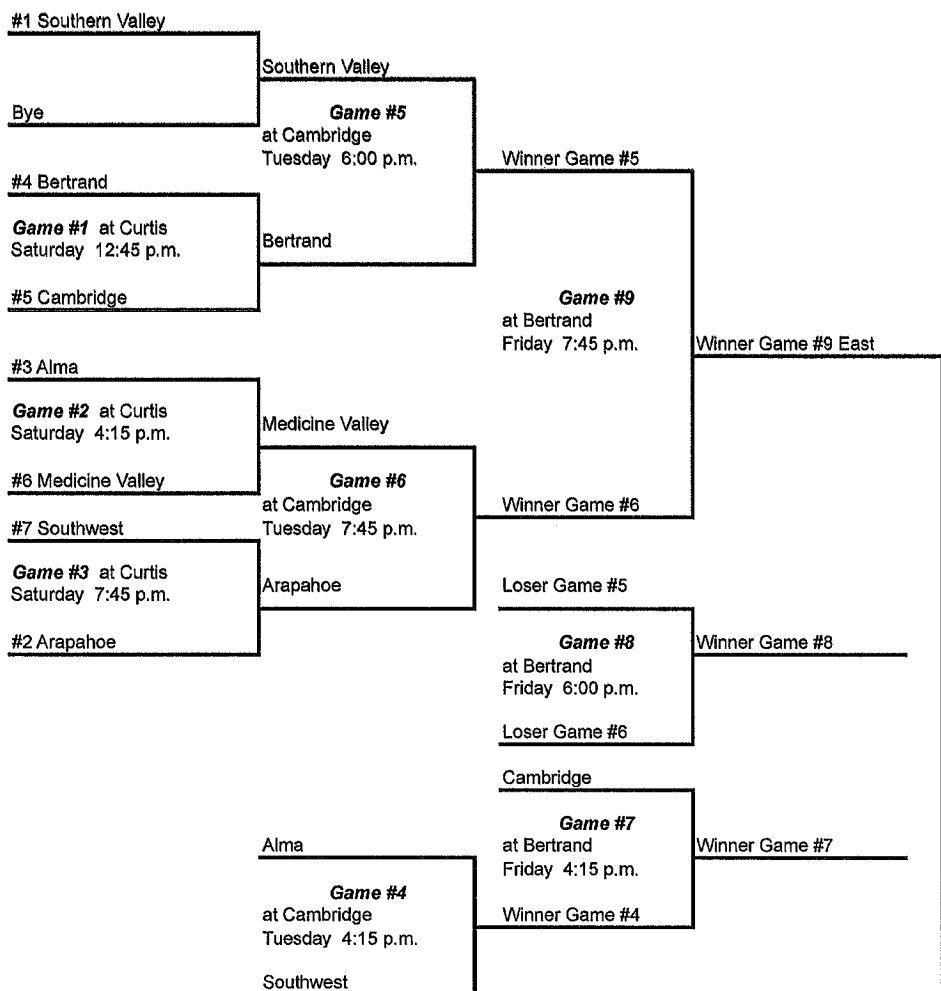 #1 Southern Valley
Southern Valley
Bye
Game #5
at Cambridge
Tuesday 6:00 p.m.
Winner Game #5
#4 Bertrand
Game #1 at Curtis
Saturday 12:45 p.m.
Bertrand
#5 Cambridge
Game #9
at Bertrand
Friday 7:45 p.m.
Winner Game #9 East
#3 Alma
Game #2 at Curtis
Saturday 4:15 p.m.
Medicine Valley
#6 Medicine Valley
Game #6
at Cambridge
Tuesday 7:45 p.m.
Winner Game #6
#7 Southwest
Game #3 at Curtis
Saturday 7:45 p.m.
Arapahoe
#2 Arapahoe
Loser Game #5
Game #8
at Bertrand
Friday 6:00 p.m.
Winner Game #8
Loser Game #6
Cambridge
Game #7
at Bertrand
Friday 4:15 p.m.
Winner Game #7
Alma
Game #4
at Cambridge
Tuesday 4:15 p.m.
Winner Game #4
Southwest